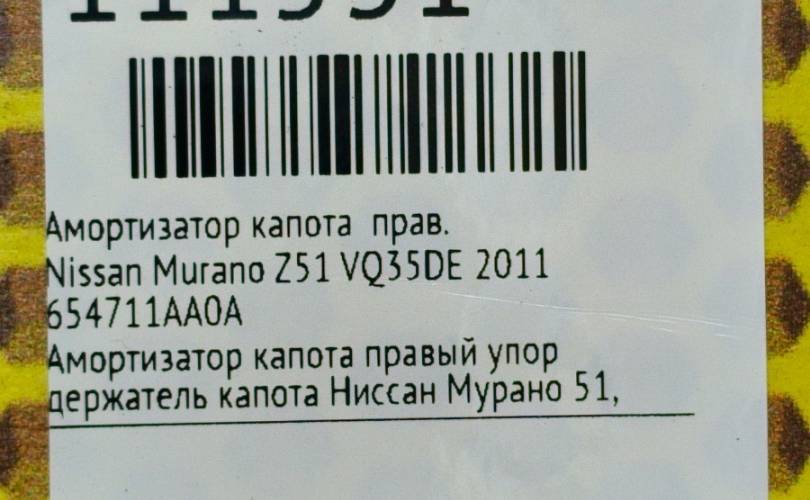 Амортизатор капота прав.
Nissan Murano Z51 VQ35DE 2011
654711AA0A
Амортизатор капота правый упор
держатель капота Ниссан Мурано 51,